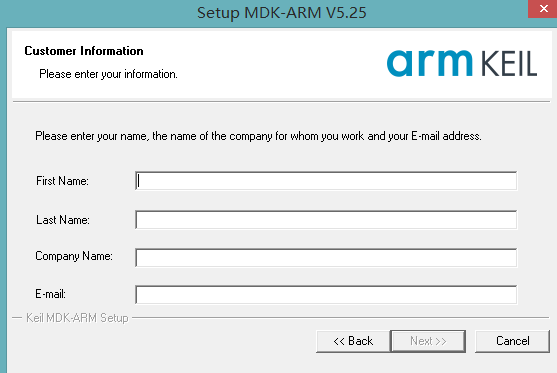 Setup MDK-ARM V5.25
Customer Information
Please enter your information.
arm KEIL
Please enter your name, the name of the company for whom you work and your E-mail address.
First Name:
Last Name:
Company Name:
E-mail:
Keil MDK-ARM Setup
<< Back
Next >>
Cancel